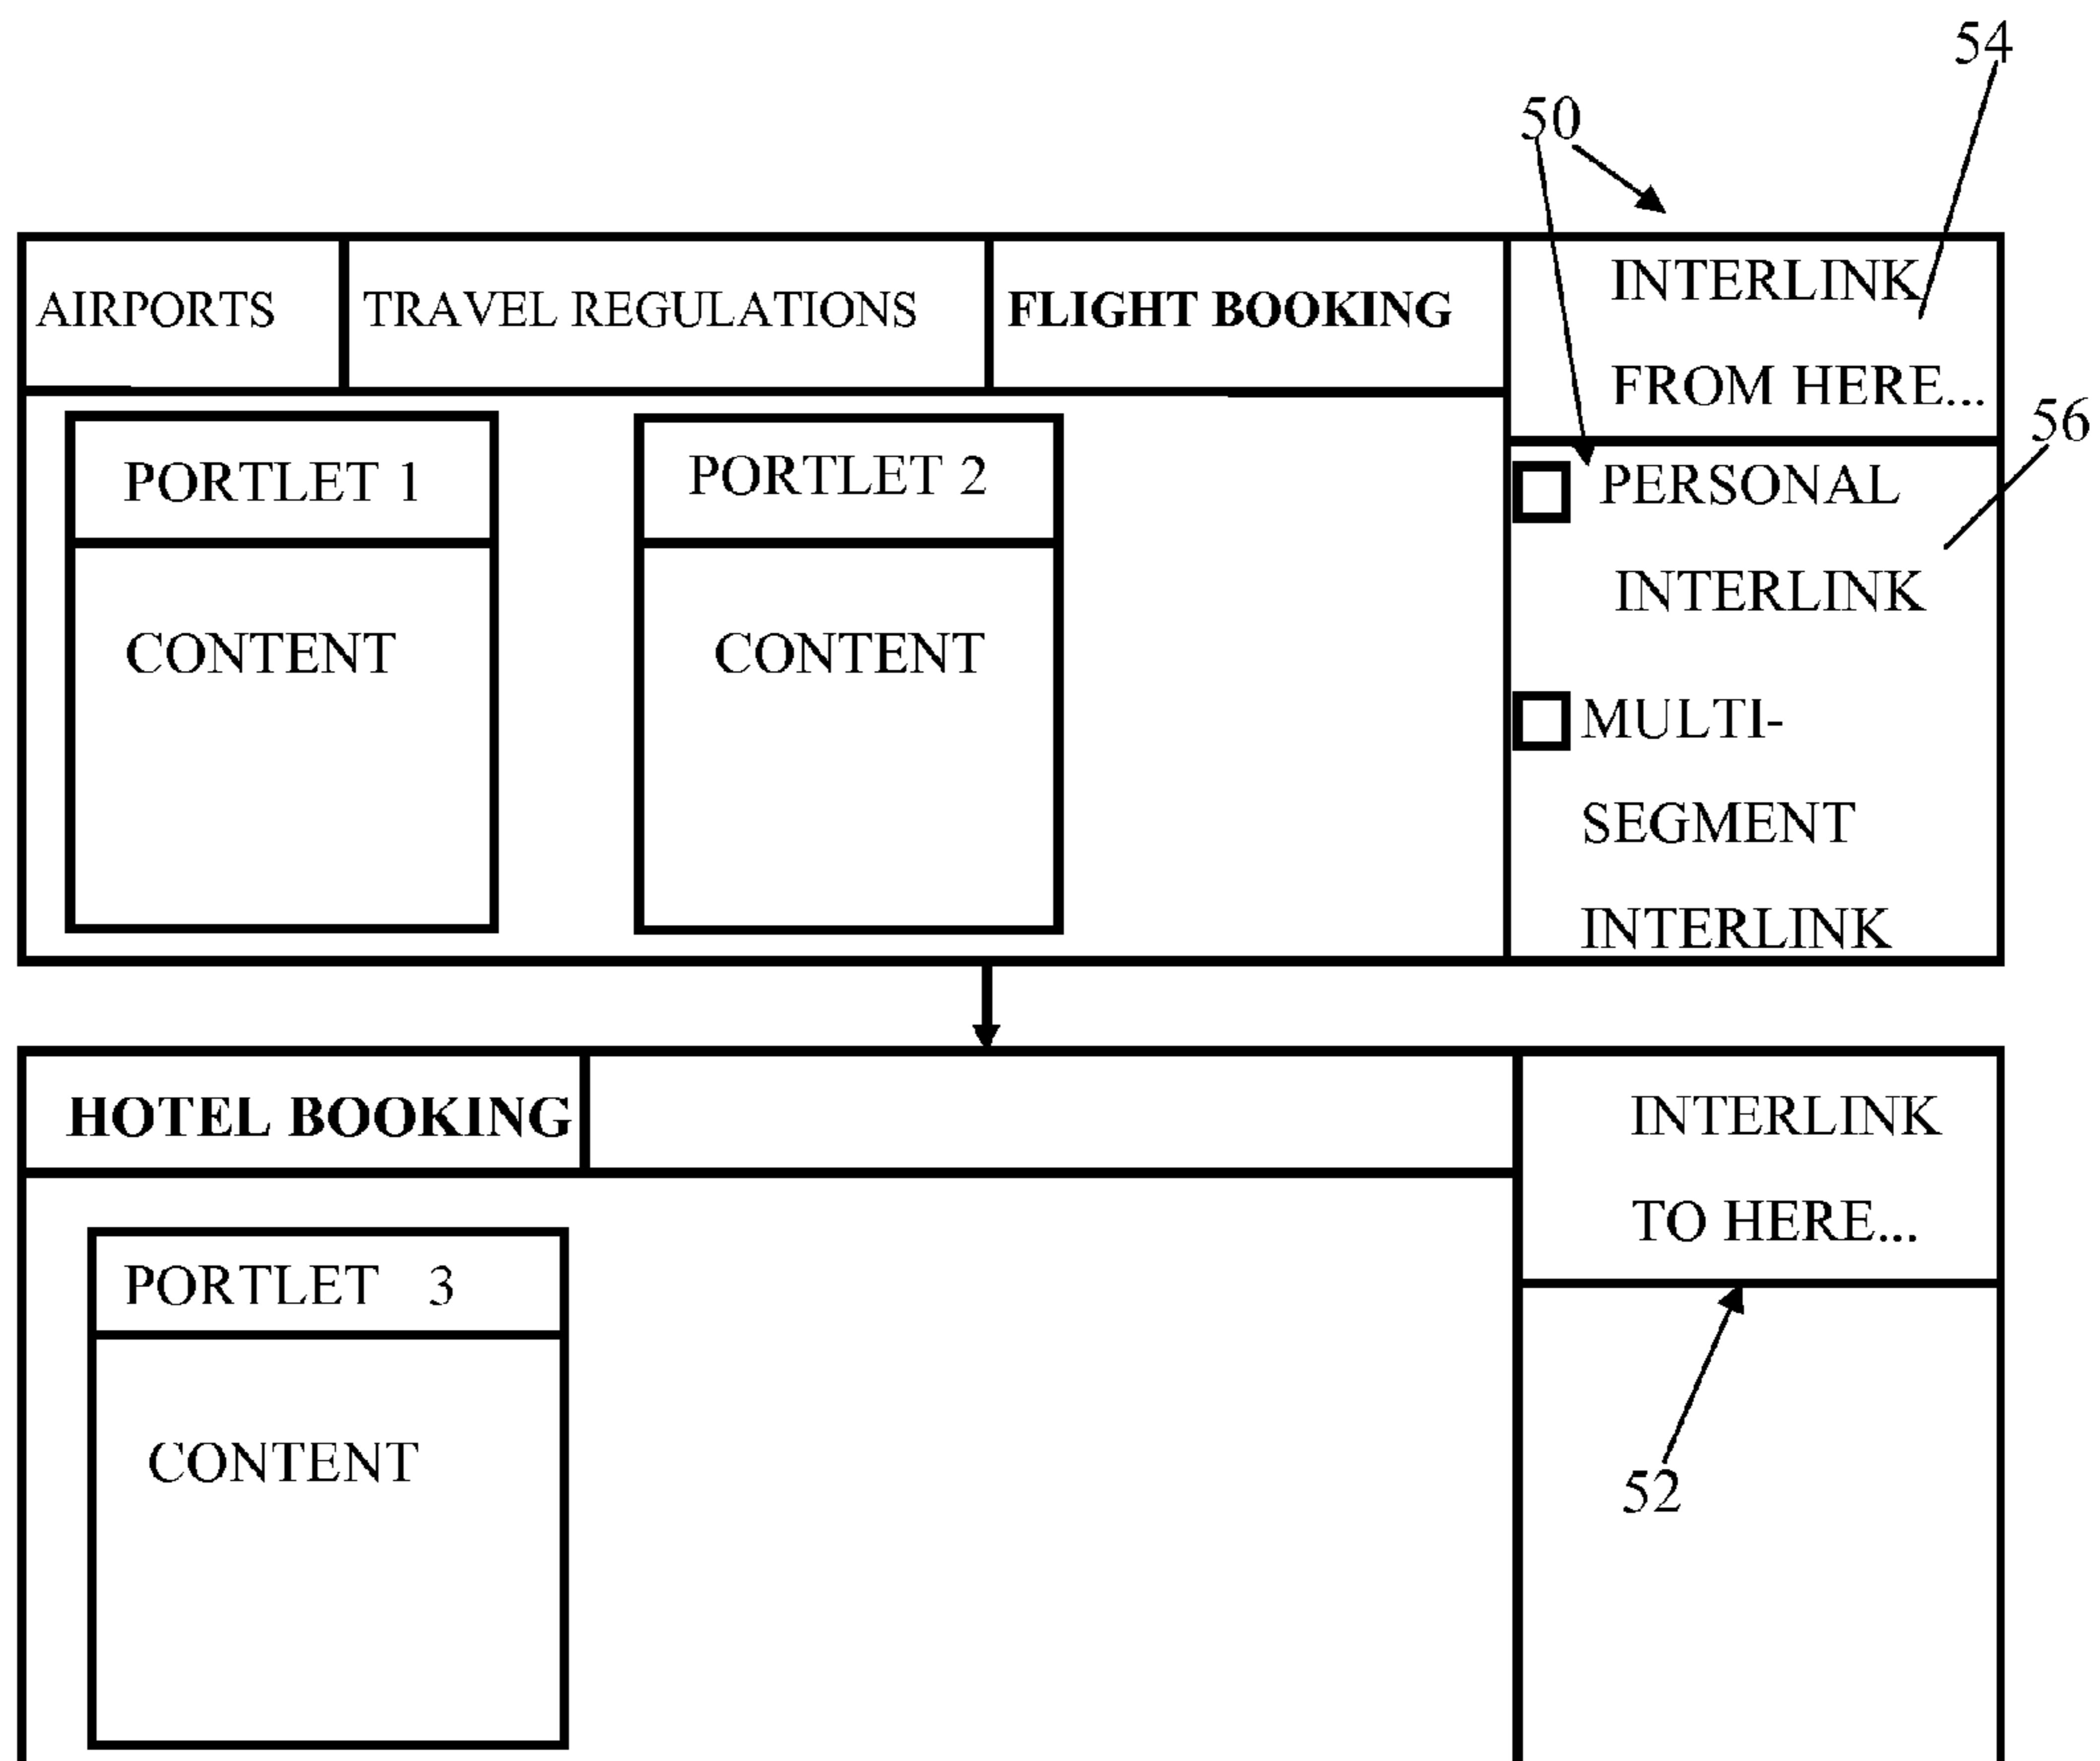 54
50
AIRPORTS
TRAVEL REGULATIONS
FLIGHT BOOKING
INTERLINK
FROM HERE...
56
PORTLET 1
PORTLET 2
CONTENT
CONTENT
PERSONAL
INTERLINK
MULTI-
SEGMENT
INTERLINK
HOTEL BOOKING
INTERLINK
TO HERE...
PORTLET 3
CONTENT
52